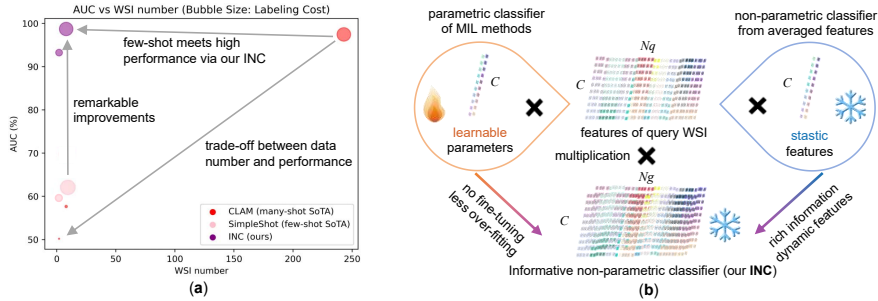 AUC vs WSI number (Bubble Size: Labeling Cost)
100
90
80
70
60
50
AUC (%)
few-shot meets high
performance via our INC
remarkable
improvements
trade-off between data
number and performance
CLAM (many-shot SoTA)
SimpleShot (few-shot SoTA)
INC (ours)
0
50
100
150
200
250
WSI number
(a)
parametric classifier
of MIL methods
C
learnable
parameters
Nq
C
features of query WSI
multiplication
non-parametric classifier
from averaged features
C
stastic
features
no fine-tuning
less over-fitting
Ng
C
rich information
dynamic features
Informative non-parametric classifier (our INC)
(b)